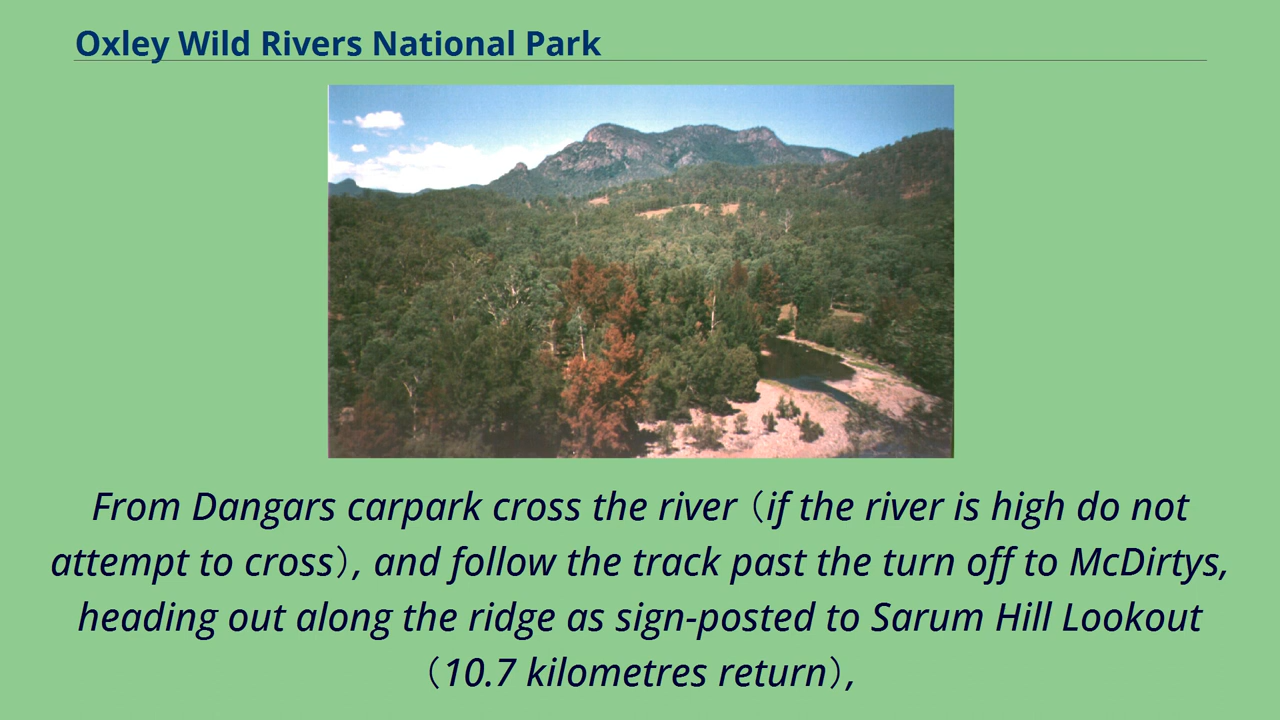 Oxley Wild Rivers National Park
From Dangars carpark cross the river (if the river is high do not
attempt to cross), and follow the track past the turn off to McDirtys,
heading out along the ridge as sign-posted to Sarum Hill Lookout
(10.7 kilometres return),